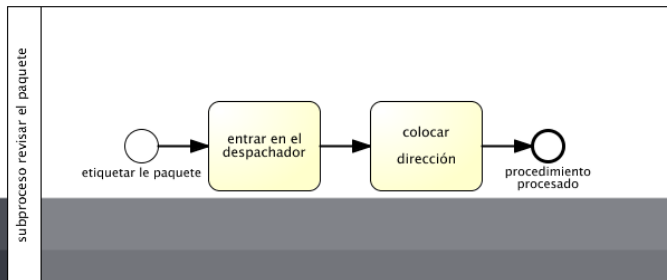 subproceso revisar el paquete
etiquetar le paquete
entrar en el
despachador
colocar
dirección
procedimiento
procesado